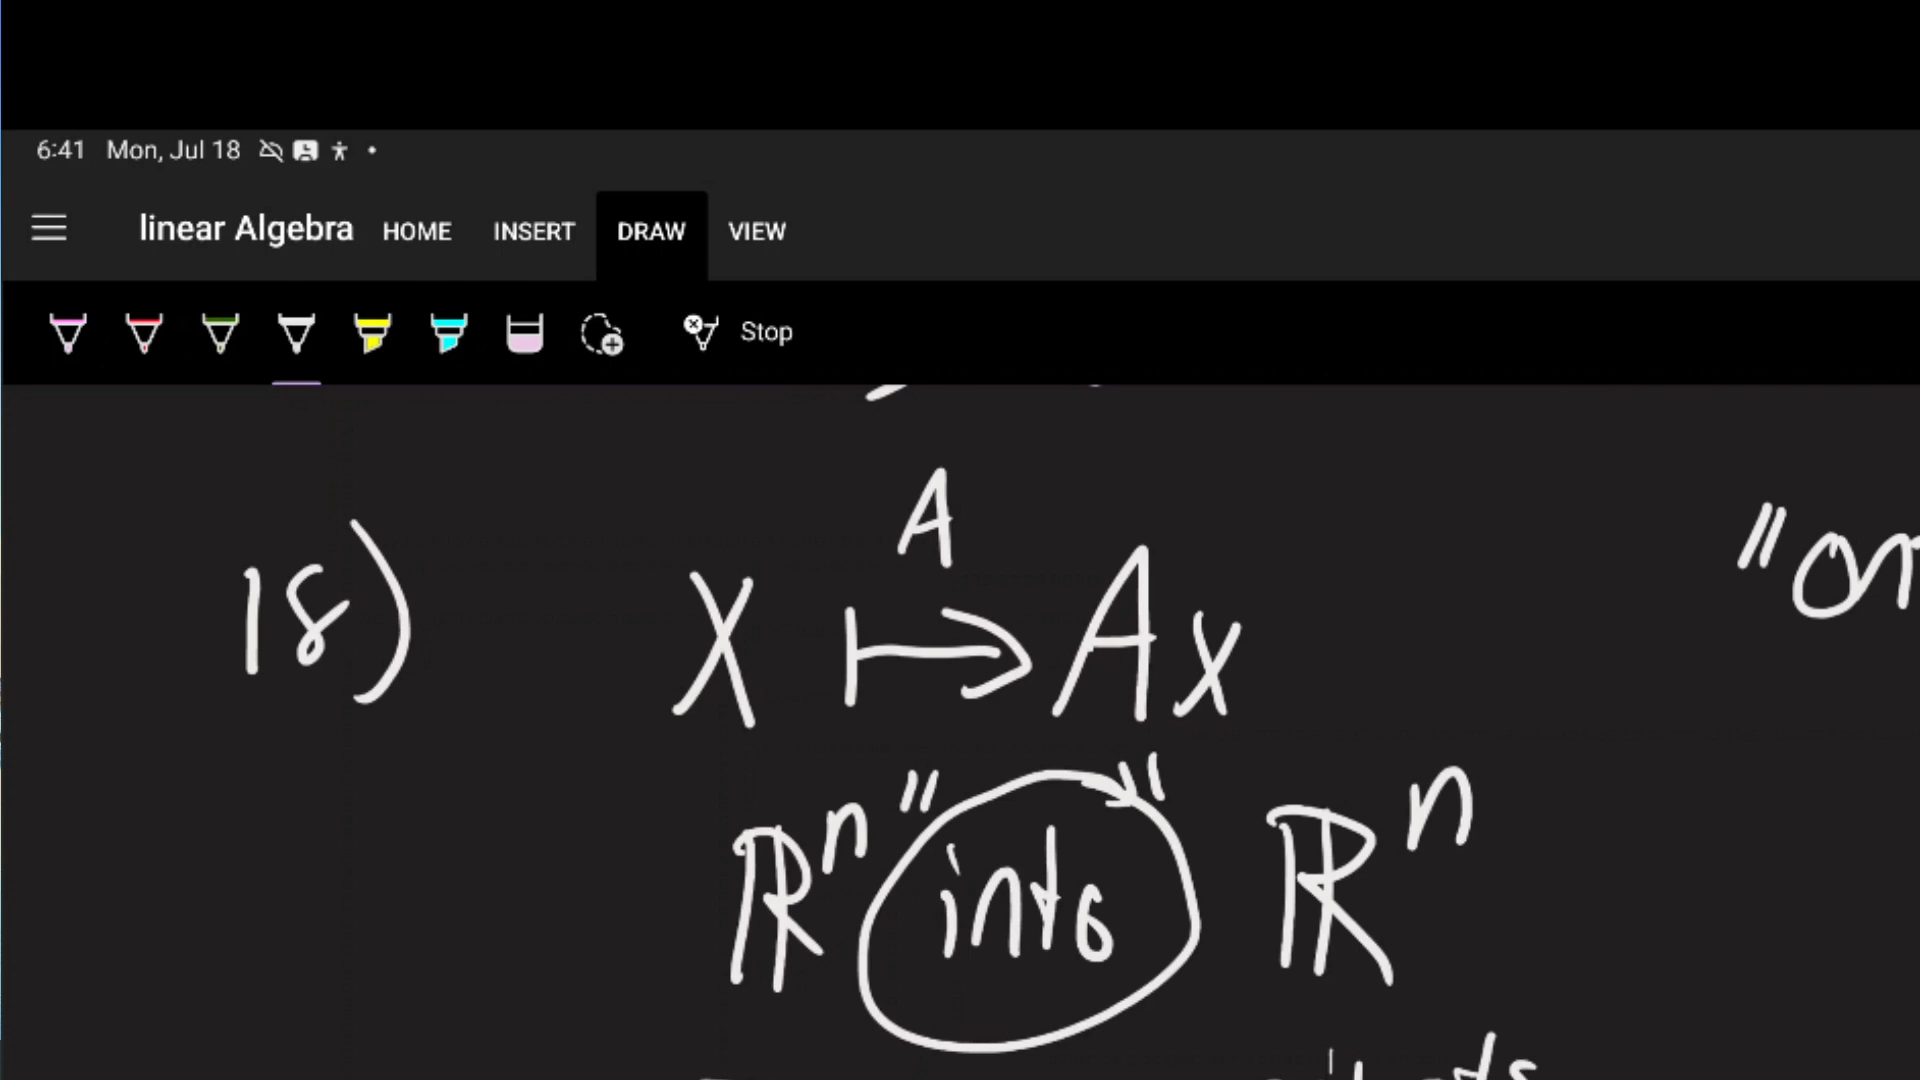 6:41 Mon, Jul 18
linear Algebra HOME INSERT DRAW VIEW
Stop
A
18) X ↦ Ax
ℝⁿ "into" ℝⁿ